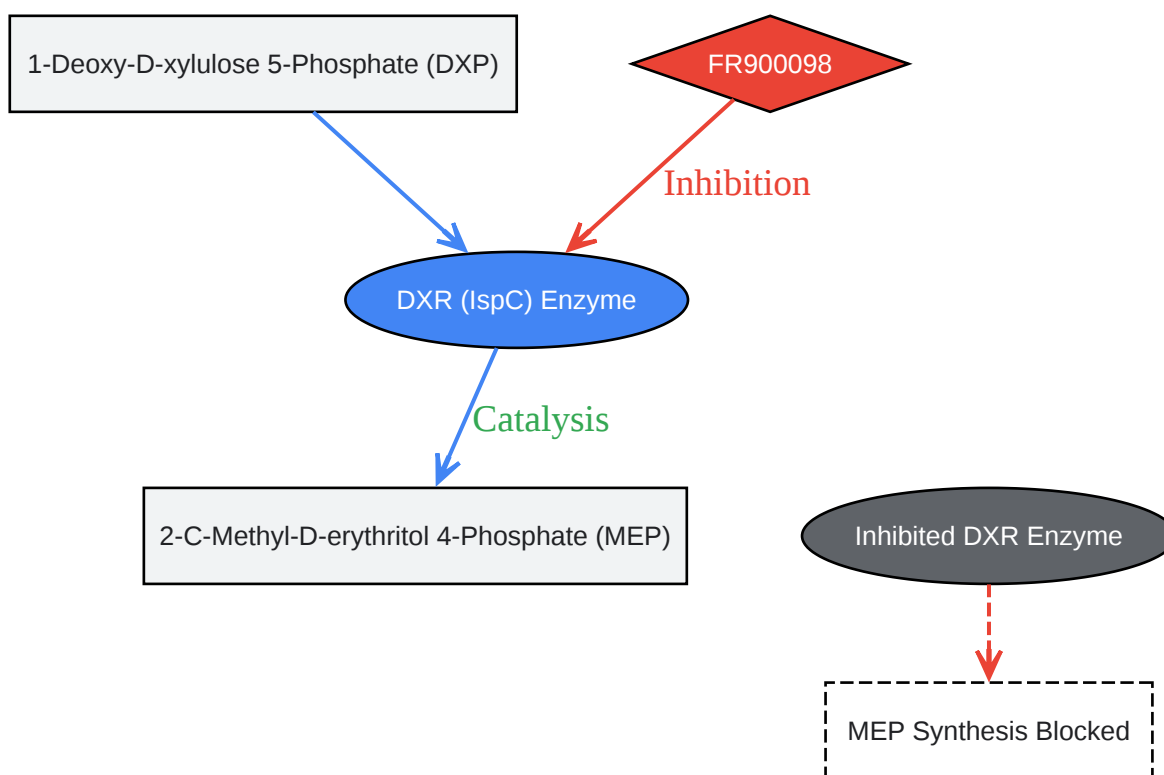 1-Deoxy-D-xylulose 5-Phosphate (DXP)
FR900098
Inhibition
DXR (IspC) Enzyme
Catalysis
2-C-Methyl-D-erythritol 4-Phosphate (MEP)
Inhibited DXR Enzyme
MEP Synthesis Blocked